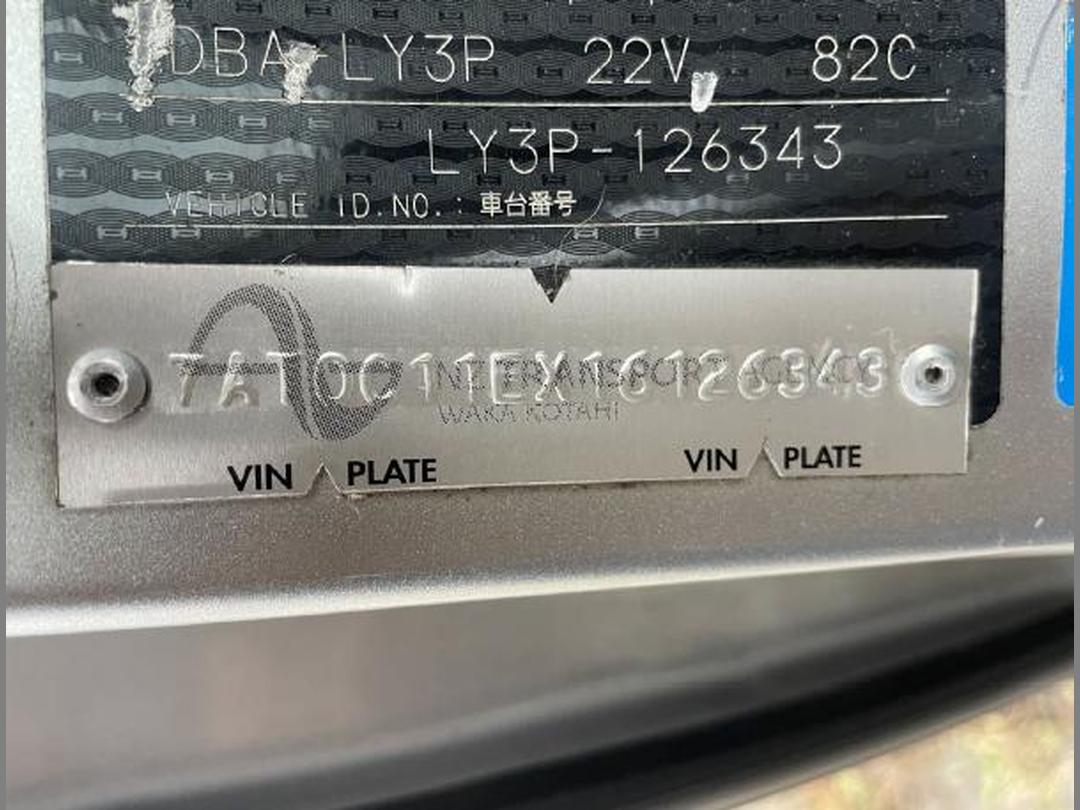 DBA-LY3P 22V 82C
LY3P-126343
VEHICLE ID.NO.: 車台番号
7AT0C11EX16126343
NZ TRANSPORT AGENCY
WAKA KOTAHI
VIN PLATE VIN PLATE